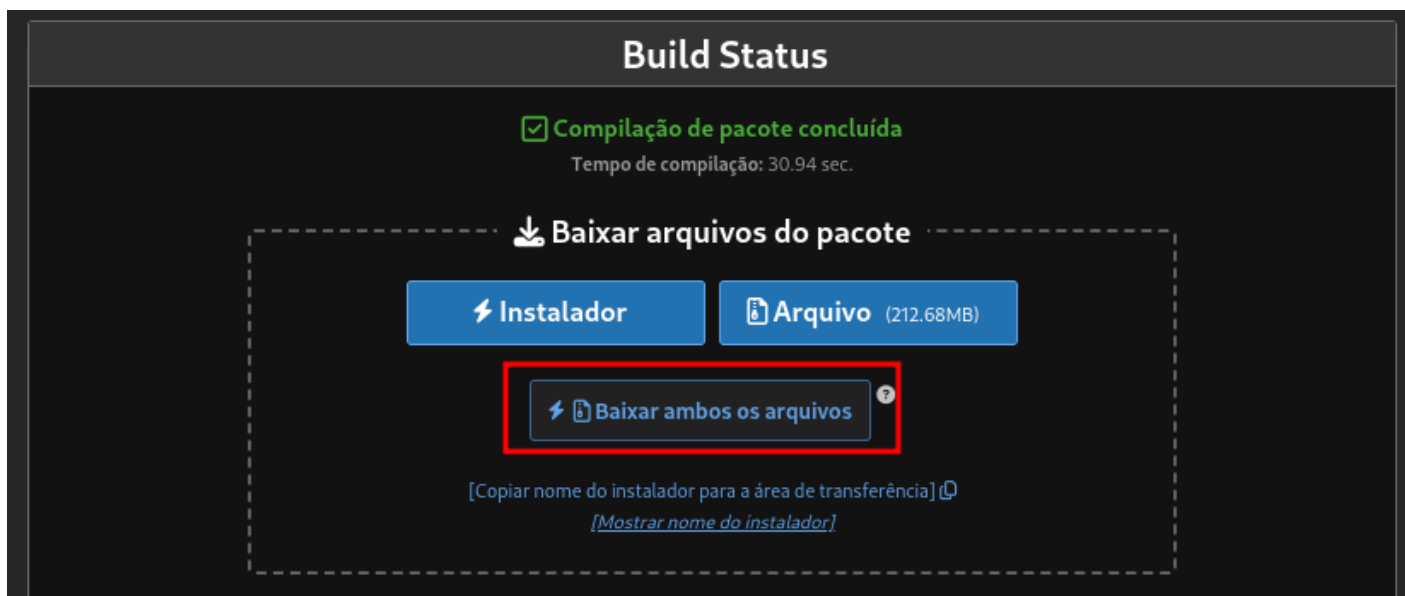 Build Status
Compilação de pacote concluída
Tempo de compilação: 30.94 sec.
Baixar arquivos do pacote
Instalador
Arquivo (212.68MB)
Baixar ambos os arquivos ?
[Copiar nome do instalador para a área de transferência]
[Mostrar nome do instalador]